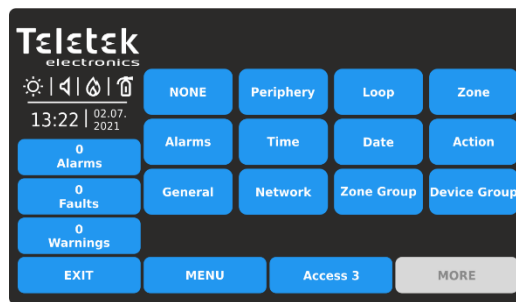 Teletek
electronics
13:22 02.07.
2021
NONE Periphery Loop Zone
Alarms Time Date Action
General Network Zone Group Device Group
0
Alarms
0
Faults
0
Warnings
EXIT MENU Access 3 MORE